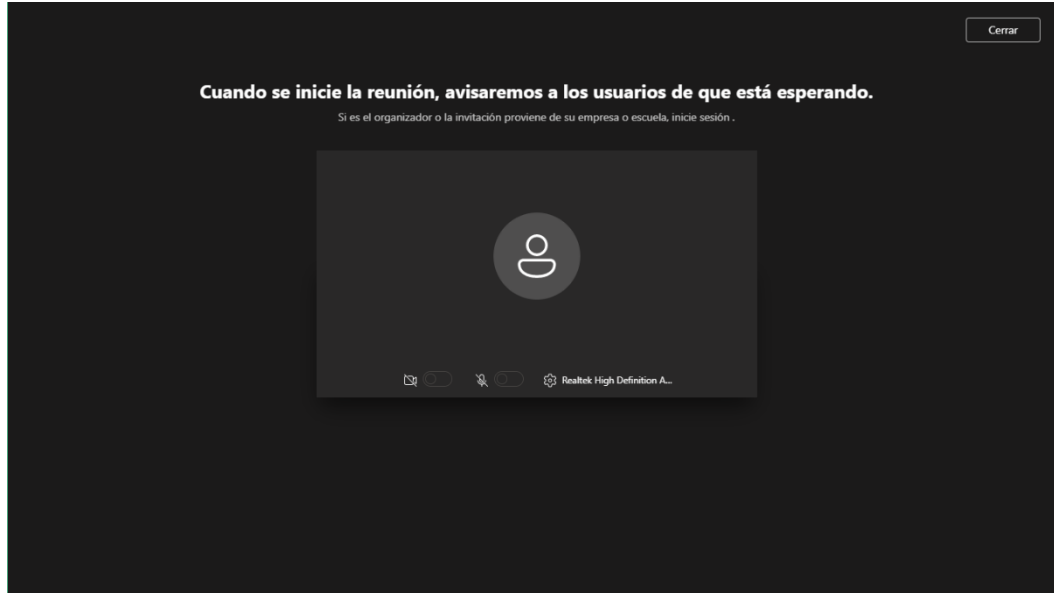 Cerrar
Cuando se inicie la reunión, avisaremos a los usuarios de que está esperando.
Si es el organizador o la invitación proviene de su empresa o escuela, inicie sesión .
Realtek High Definition A...